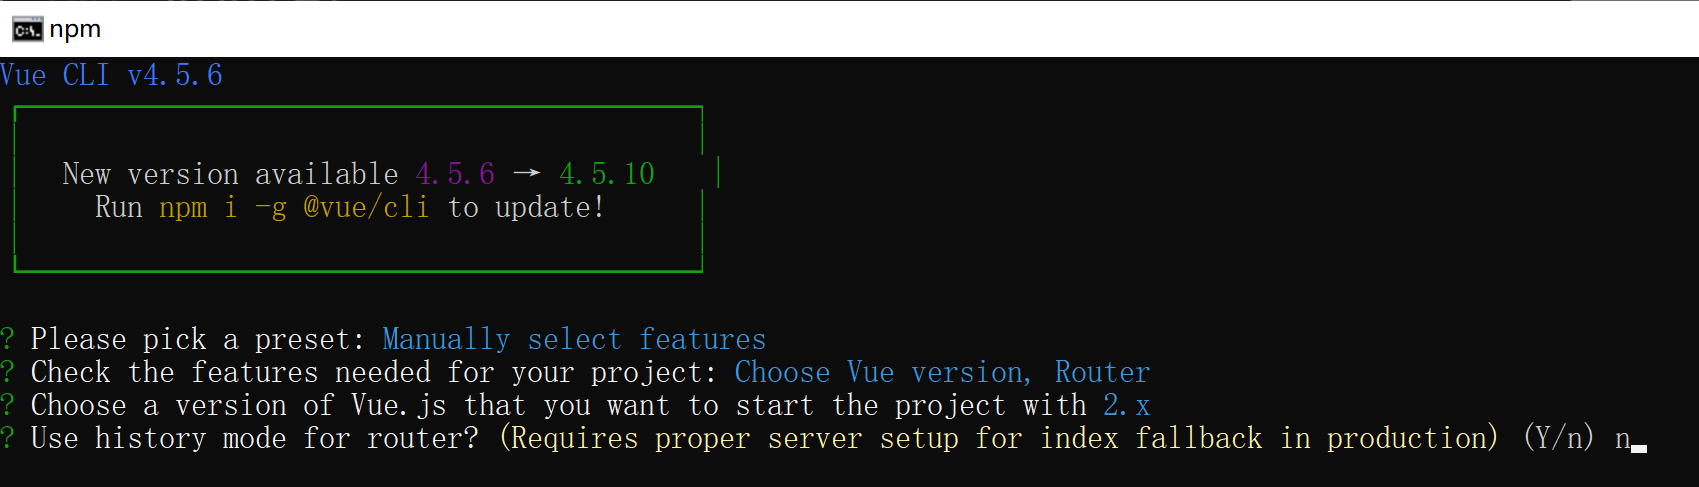 npm
Vue CLI v4.5.6
New version available 4.5.6 → 4.5.10
Run npm i -g @vue/cli to update!
? Please pick a preset: Manually select features
? Check the features needed for your project: Choose Vue version, Router
? Choose a version of Vue.js that you want to start the project with 2.x
? Use history mode for router? (Requires proper server setup for index fallback in production) (Y/n) n